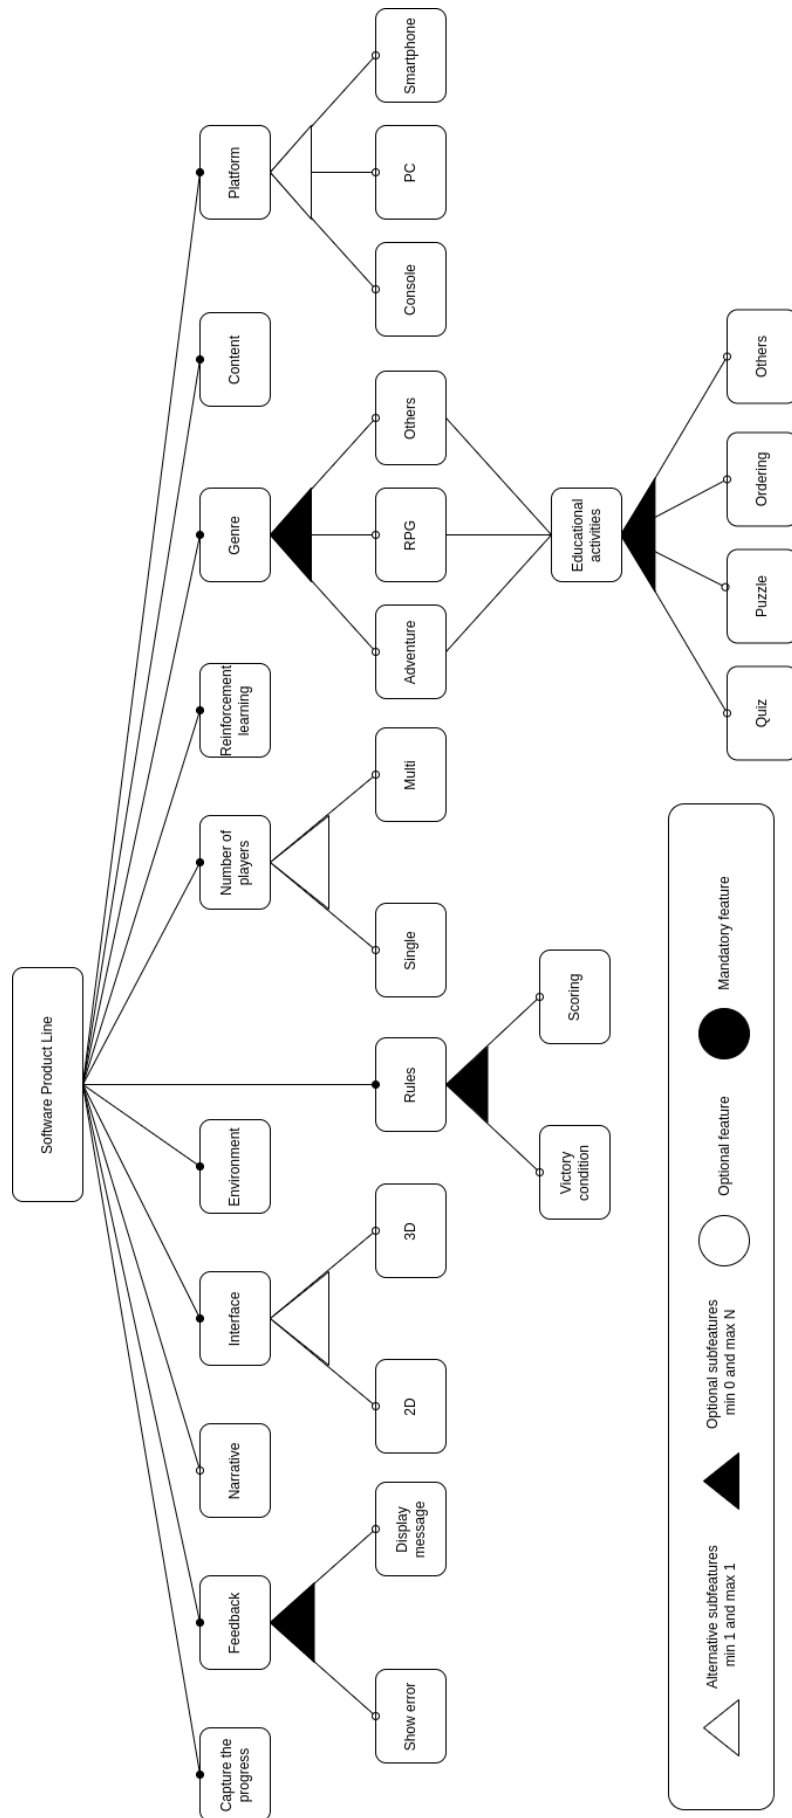 Software Product Line
Capture the
progress
Feedback
Narrative
Interface
Environment
Number of
players
Reinforcement
learning
Genre
Content
Platform
Show error
Display
message
2D
3D
Rules
Single
Multi
Adventure
RPG
Others
Console
PC
Smartphone
Victory
condition
Scoring
Educational
activities
Quiz
Puzzle
Ordering
Others
Alternative subfeatures
min 1 and max 1
Optional subfeatures
min 0 and max N
Optional feature
Mandatory feature